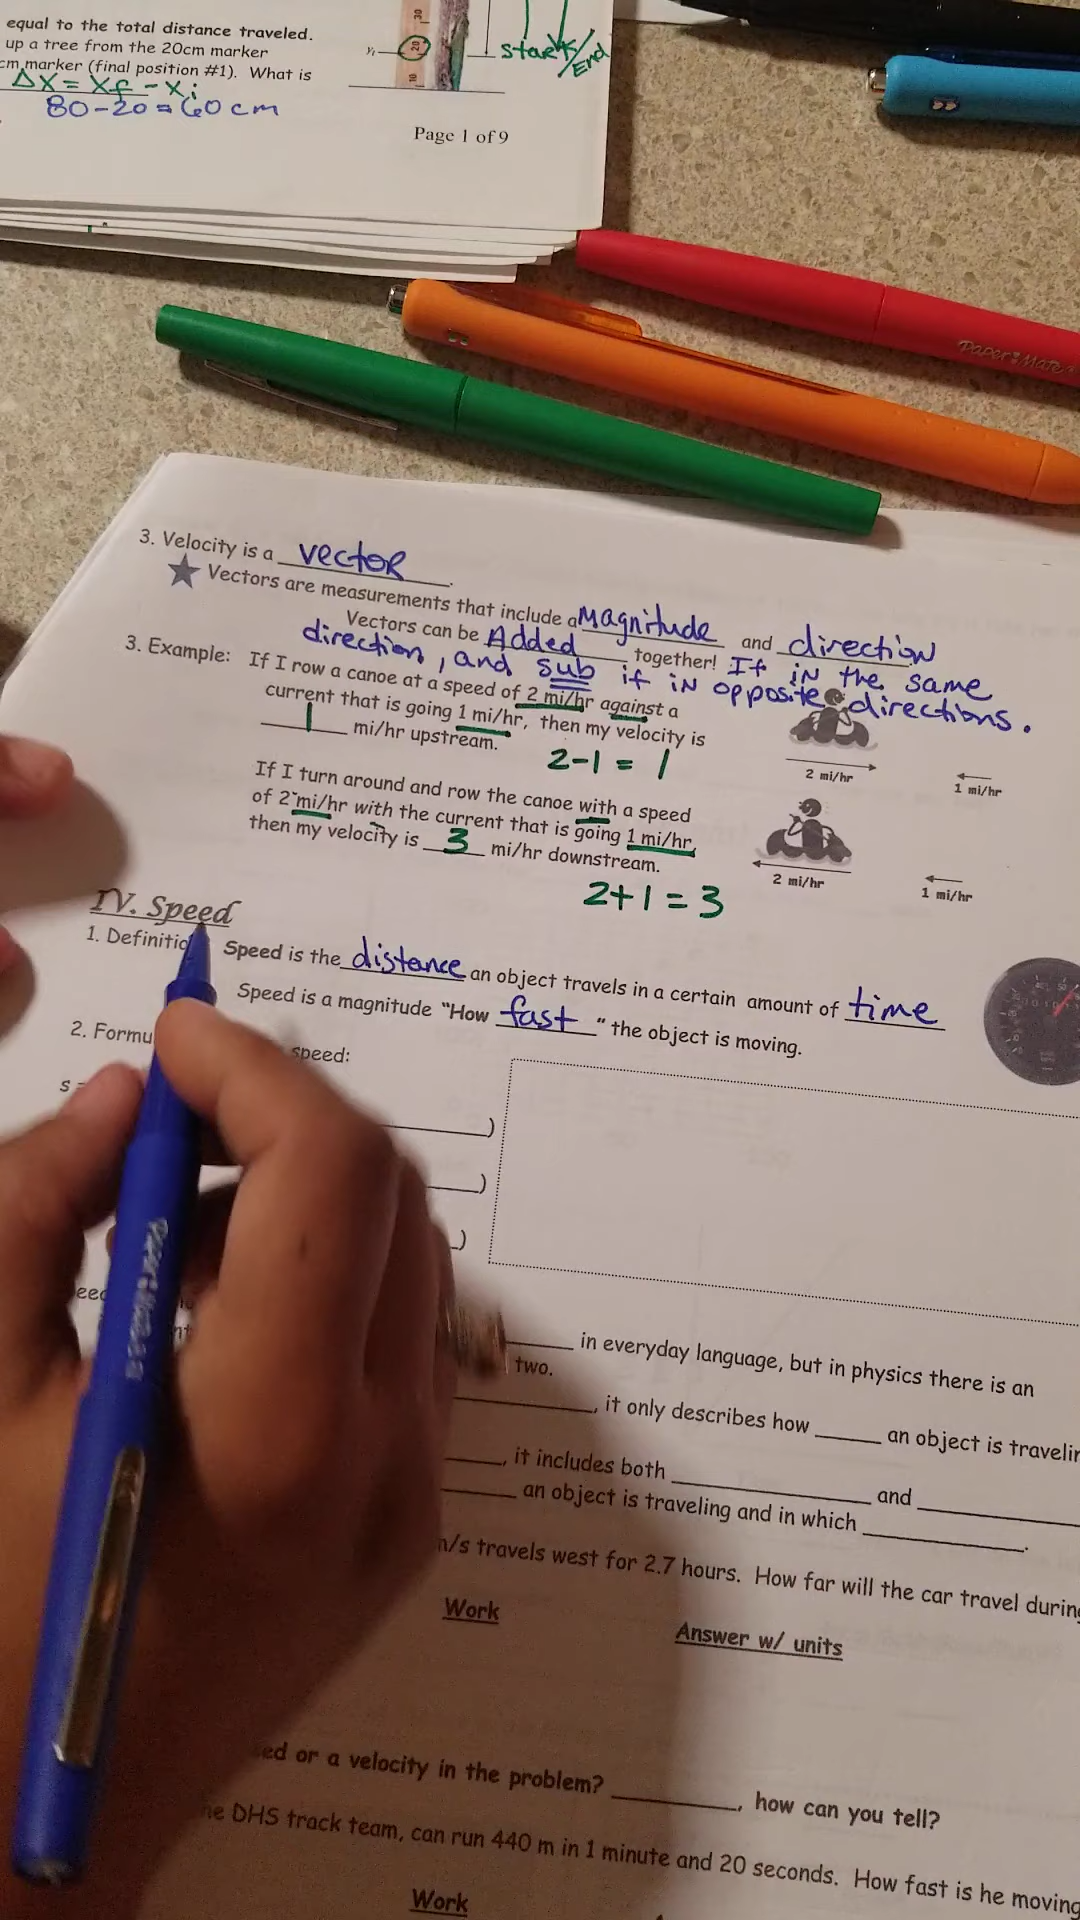 equal to the total distance traveled.
up a tree from the 20cm marker
cm marker (final position #1). What is
Δx = xf - xi
80-20 = 60 cm
30
20
10
Start/End
Page 1 of 9
Paper Mate
3. Velocity is a vector.
Vectors are measurements that include a magnitude and direction
Vectors can be Added together! If in the same
direction, and sub if in opposite directions.
3. Example: If I row a canoe at a speed of 2 mi/hr against a
current that is going 1 mi/hr, then my velocity is
1 mi/hr upstream.
2-1 = 1
2 mi/hr
1 mi/hr
If I turn around and row the canoe with a speed
of 2 mi/hr with the current that is going 1 mi/hr,
then my velocity is 3 mi/hr downstream.
2+1=3
2 mi/hr
1 mi/hr
IV. Speed
1. Definitio Speed is the distance an object travels in a certain amount of time
Speed is a magnitude "How fast" the object is moving.
2. Formu speed:
s =
)
)
)
in everyday language, but in physics there is an
two.
, it only describes how ____ an object is travelin
, it includes both ____ and ____
an object is traveling and in which ____.
m/s travels west for 2.7 hours. How far will the car travel during
Work
Answer w/ units
ed or a velocity in the problem? ____, how can you tell?
he DHS track team, can run 440 m in 1 minute and 20 seconds. How fast is he moving
Work